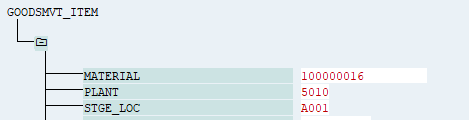 GOODSMVT_ITEM
MATERIAL 100000016
PLANT 5010
STGE_LOC A001